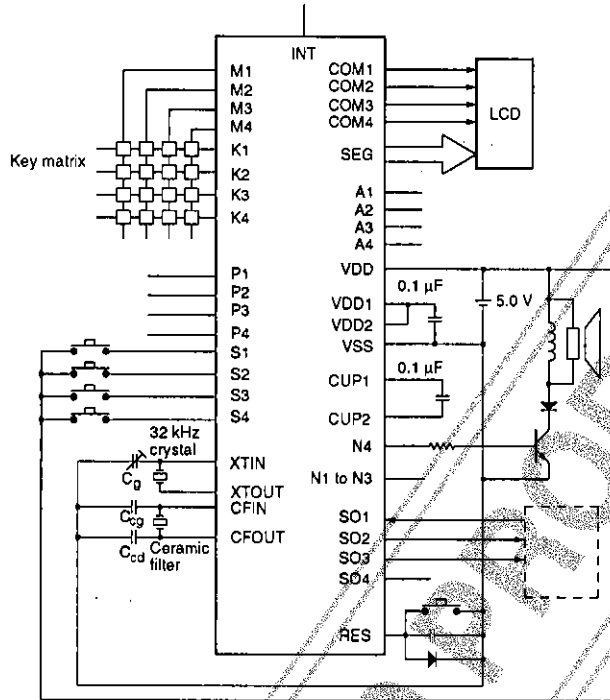 INT
M1
M2
M3
M4
Key matrix
K1
K2
K3
K4
P1
P2
P3
P4
S1
S2
S3
S4
32 kHz
crystal
XTIN
Cg
XTOUT
Ccg
CFIN
Ccd
Ceramic
filter
CFOUT
COM1
COM2
COM3
COM4
LCD
SEG
A1
A2
A3
A4
VDD
0.1 µF
5.0 V
VDD1
VDD2
VSS
0.1 µF
CUP1
CUP2
N4
N1 to N3
SO1
SO2
SO3
SO4
RES